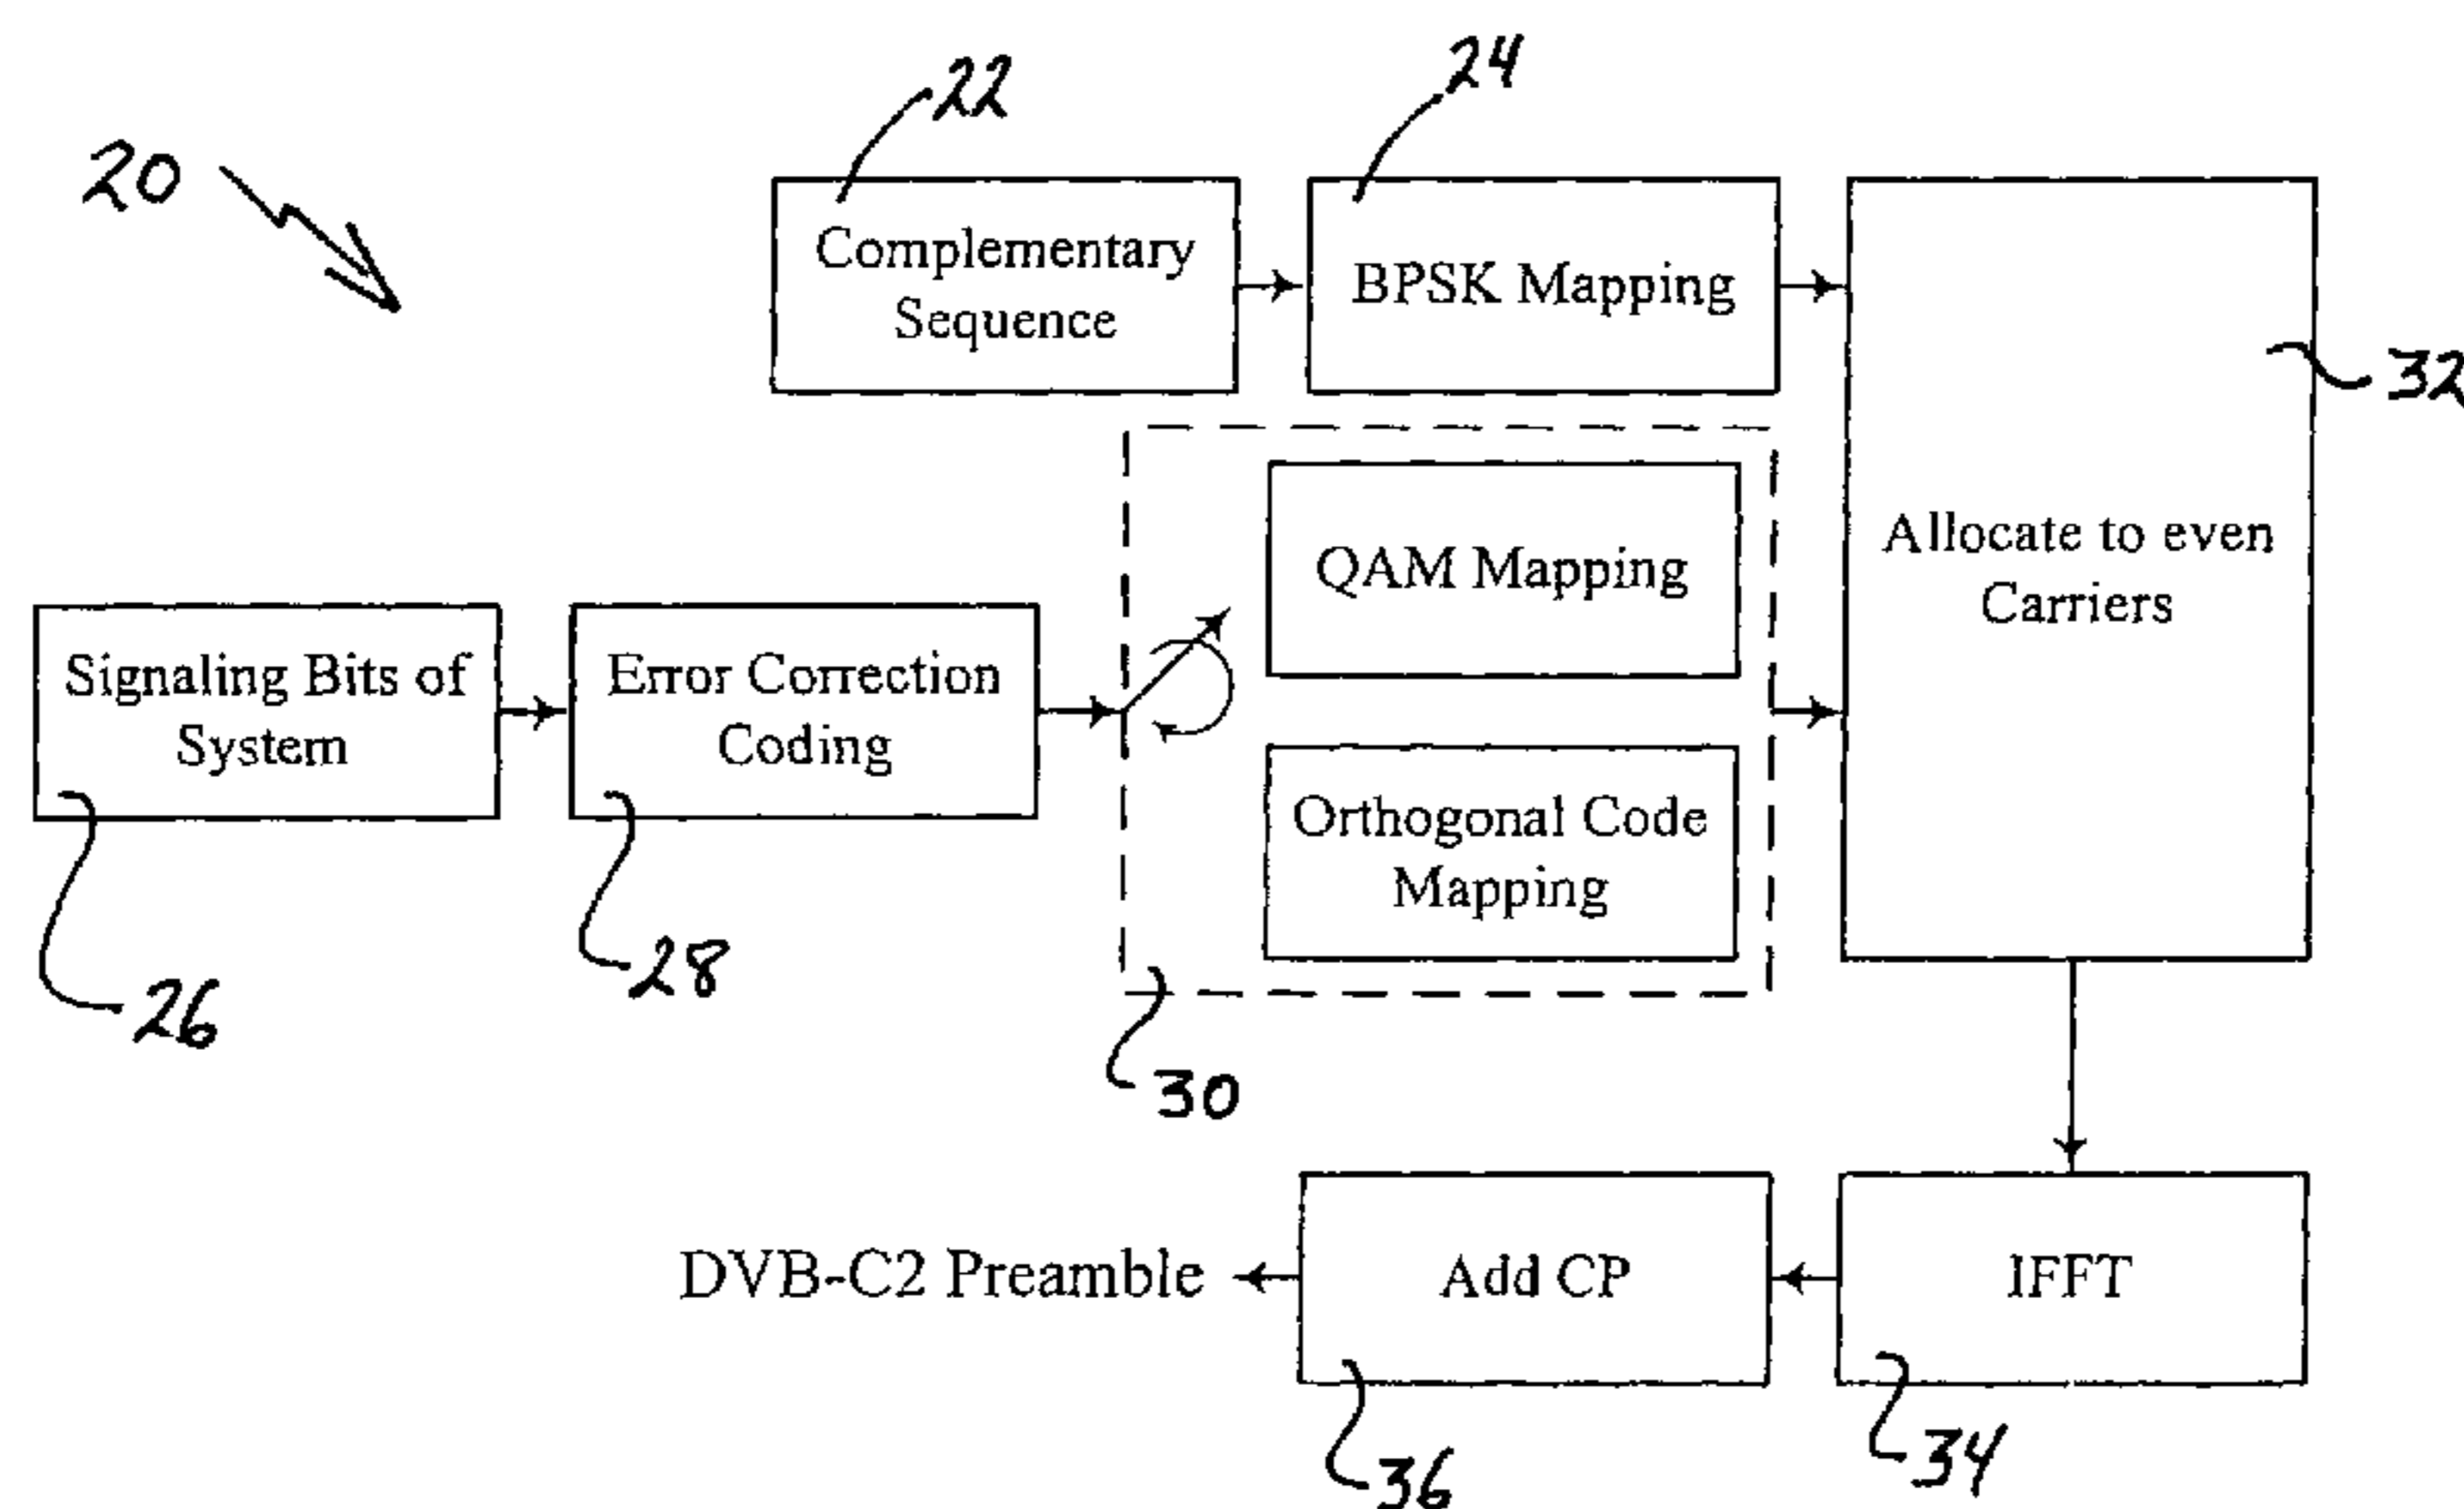 22
24
20
Complementary
Sequence
BPSK Mapping
32
QAM Mapping
Allocate to even
Carriers
Signaling Bits of
System
Error Correction
Coding
Orthogonal Code
Mapping
26
28
30
DVB-C2 Preamble
Add CP
IFFT
36
34